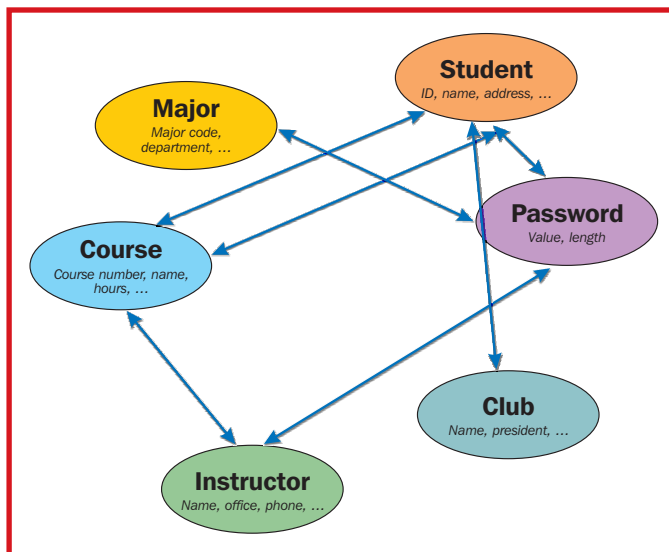 Student
ID, name, address, …
Major
Major code,
department, …
Password
Value, length
Course
Course number, name,
hours, …
Club
Name, president, …
Instructor
Name, office, phone, …